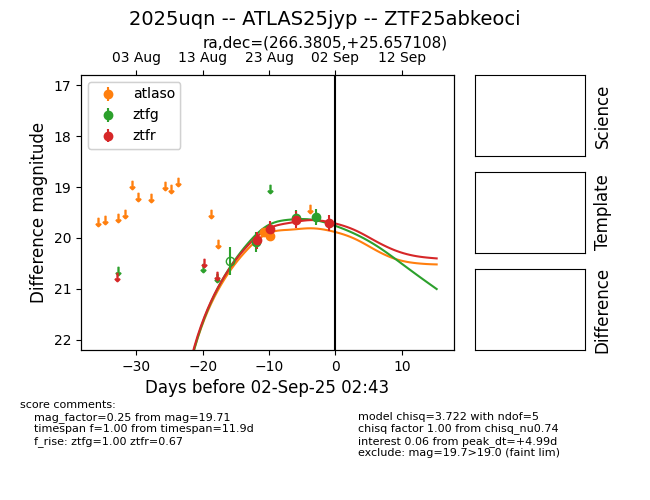 2025uqn -- ATLAS25jyp -- ZTF25abkeoci
ra,dec=(266.3805,+25.657108)
03 Aug 13 Aug 23 Aug 02 Sep 12 Sep
17
18
19
20
21
22
Difference magnitude
atlaso
ztfg
ztfr
−30 −20 −10 0 10
Days before 02-Sep-25 02:43
Science
Template
Difference
score comments:
mag_factor=0.25 from mag=19.71
timespan f=1.00 from timespan=11.9d
f_rise: ztfg=1.00 ztfr=0.67
model chisq=3.722 with ndof=5
chisq factor 1.00 from chisq_nu0.74
interest 0.06 from peak_dt=+4.99d
exclude: mag=19.7>19.0 (faint lim)